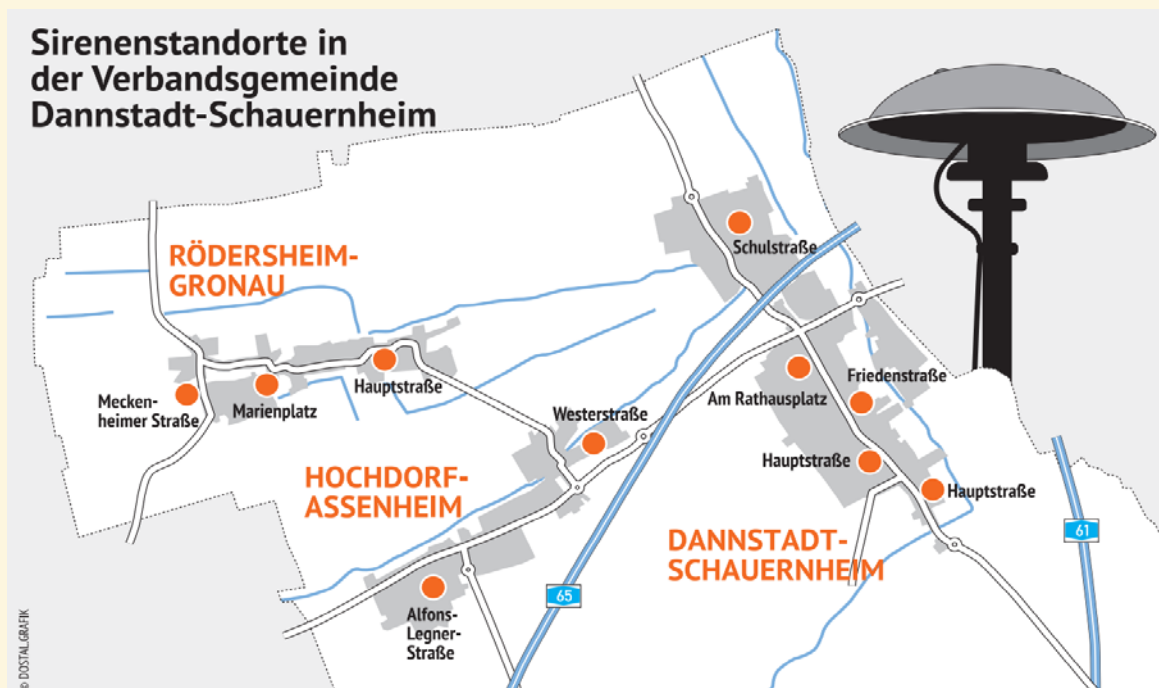 Sirenenstandorte in
der Verbandsgemeinde
Dannstadt-Schauernheim
RÖDERSHEIM-
GRONAU
Schulstraße
Hauptstraße
Friedenstraße
Mecken-
heimer Straße
Marienplatz
Am Rathausplatz
Westerstraße
HOCHDORF-
ASSENHEIM
Hauptstraße
Hauptstraße
DANNSTADT-
SCHAUERNHEIM
61
65
Alfons-
Legner-
Straße
© DOSTAL.GRAFIK